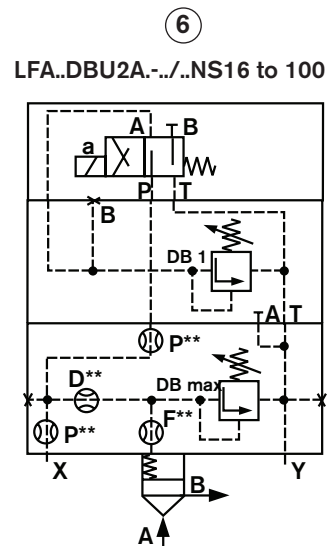 6
LFA..DBU2A.-../..NS16 to 100
A B
a
P T
B
DB 1
A T
P**
D** DB max
P** F**
X Y
B
A